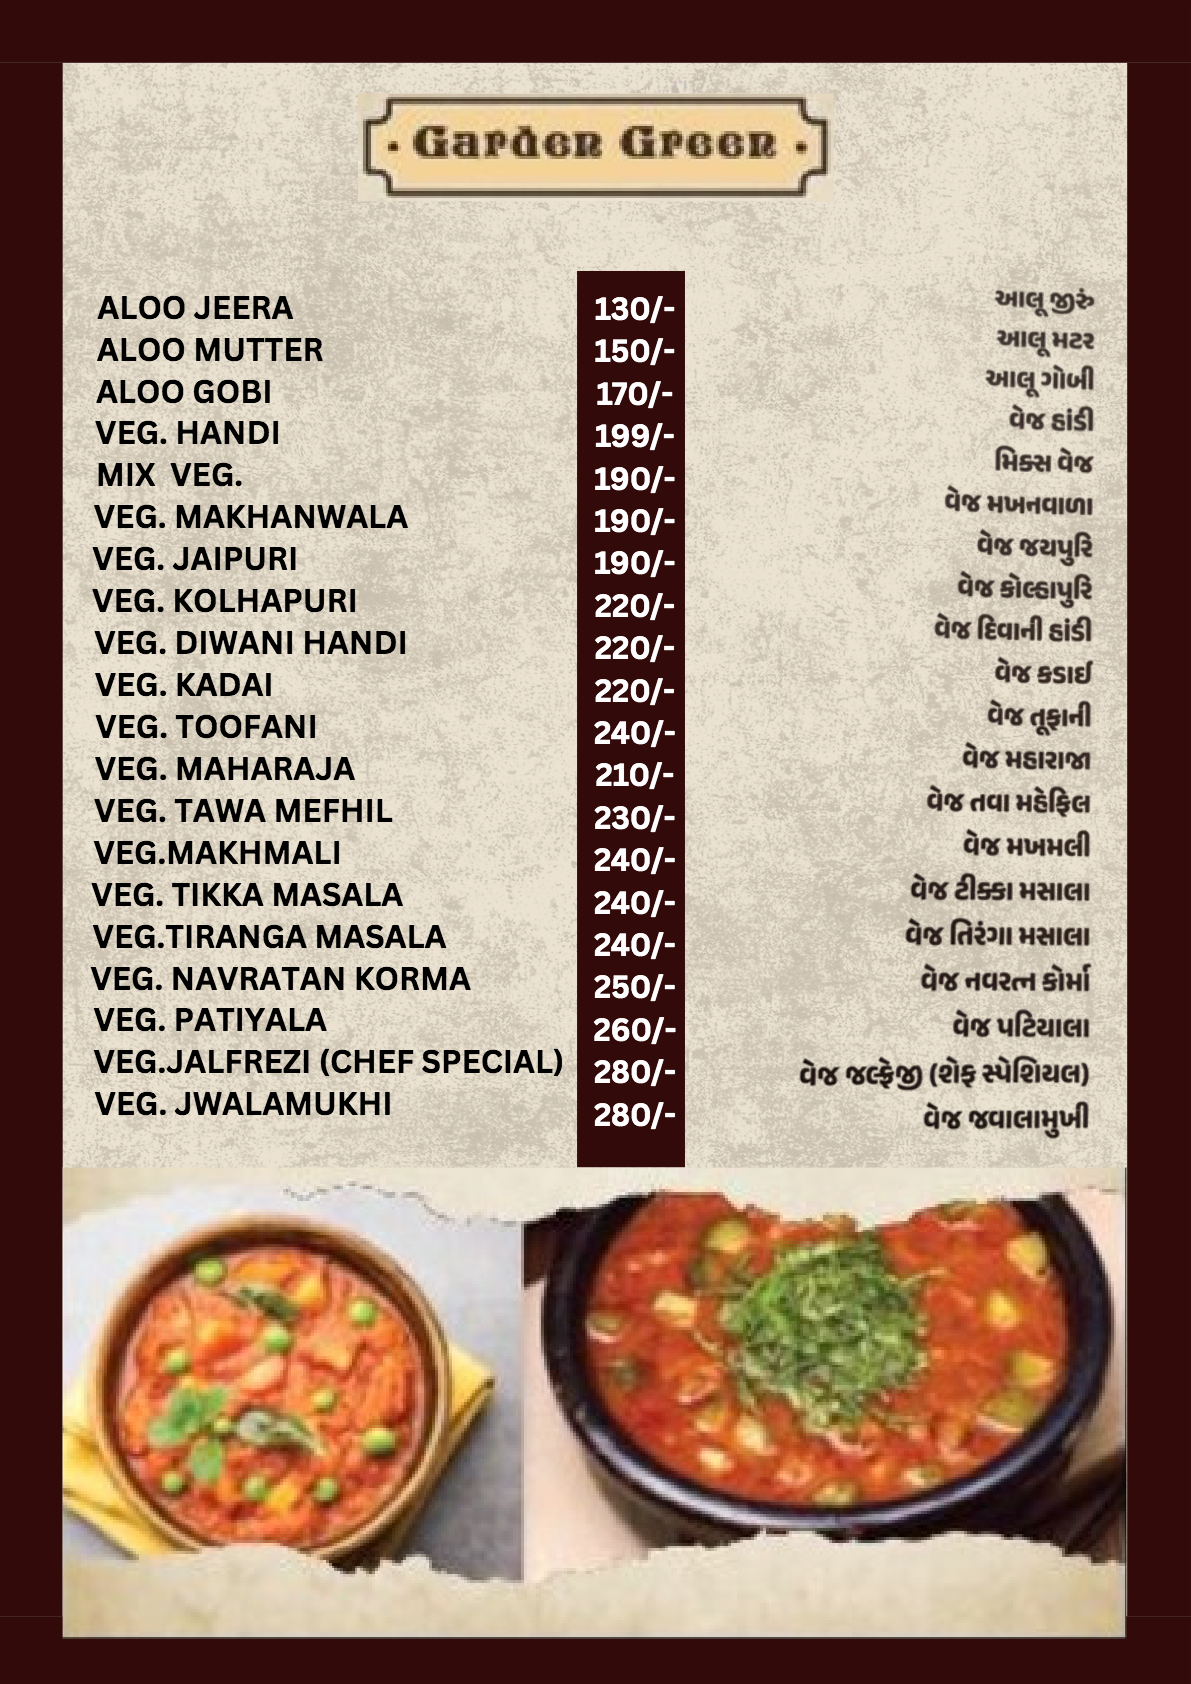 Garden Green
ALOO JEERA 130/- આલૂ જીરું
ALOO MUTTER 150/- આલૂ મટર
ALOO GOBI 170/- આલૂ ગોબી
VEG. HANDI 199/- વેજ હાંડી
MIX VEG. 190/- મિક્સ વેજ
VEG. MAKHANWALA 190/- વેજ મખનવાળા
VEG. JAIPURI 190/- વેજ જયપુરિ
VEG. KOLHAPURI 220/- વેજ કોલ્હાપુરિ
VEG. DIWANI HANDI 220/- વેજ દિવાની હાંડી
VEG. KADAI 220/- વેજ કડાઈ
VEG. TOOFANI 240/- વેજ તૂફાની
VEG. MAHARAJA 210/- વેજ મહારાજા
VEG. TAWA MEFHIL 230/- વેજ તવા મહેફિલ
VEG.MAKHMALI 240/- વેજ મખમલી
VEG. TIKKA MASALA 240/- વેજ ટીક્કા મસાલા
VEG.TIRANGA MASALA 240/- વેજ તિરંગા મસાલા
VEG. NAVRATAN KORMA 250/- વેજ નવરત્ન કોર્મા
VEG. PATIYALA 260/- વેજ પટિયાલા
VEG.JALFREZI (CHEF SPECIAL) 280/- વેજ જલ્ફ્રેજી (શેફ સ્પેશિયલ)
VEG. JWALAMUKHI 280/- વેજ જવાલામુખી